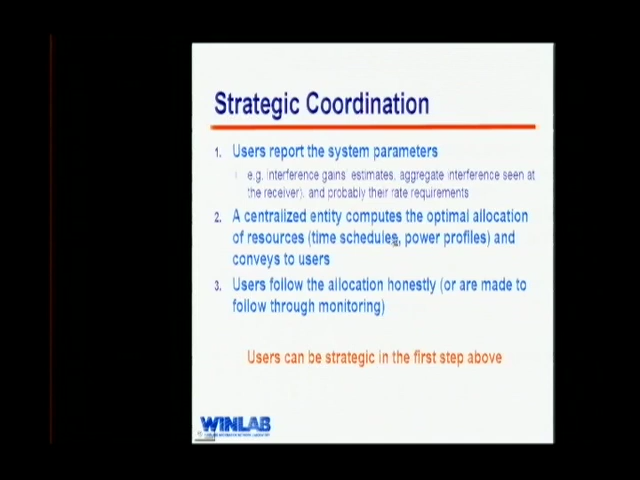 Strategic Coordination
1. Users report the system parameters
e.g. interference gains estimates, aggregate interference seen at
the receiver), and probably their rate requirements
2. A centralized entity computes the optimal allocation
of resources (time schedules, power profiles) and
conveys to users
3. Users follow the allocation honestly (or are made to
follow through monitoring)
Users can be strategic in the first step above
WINLAB